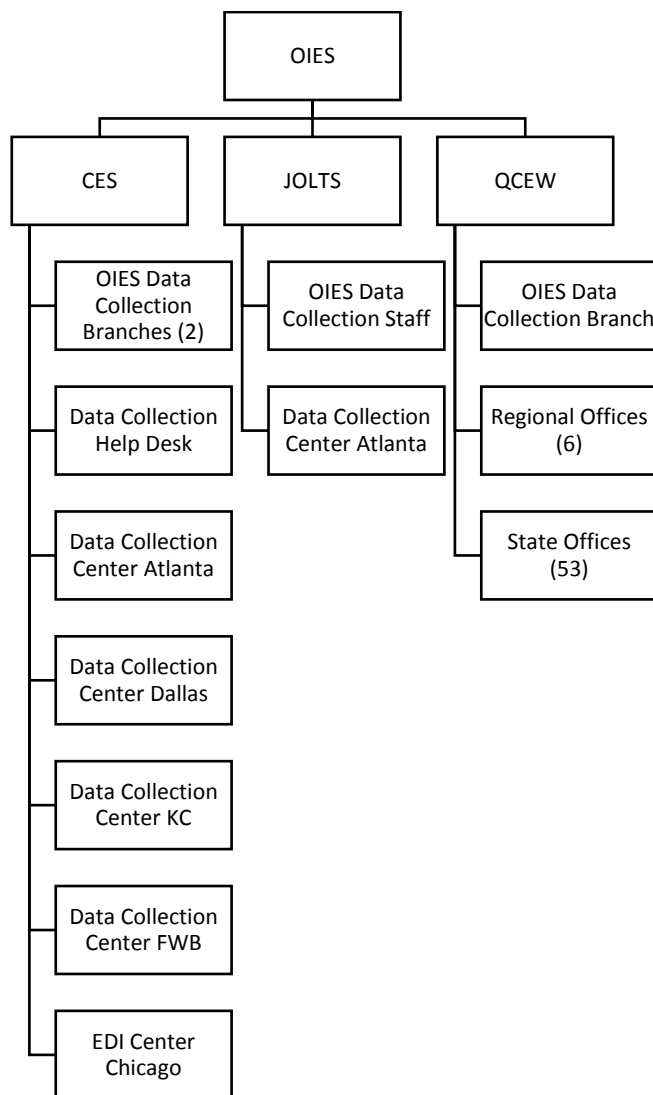 OIES
CES
JOLTS
QCEW
OIES Data
Collection
Branches (2)
Data Collection
Help Desk
Data Collection
Center Atlanta
Data Collection
Center Dallas
Data Collection
Center KC
Data Collection
Center FWB
EDI Center
Chicago
OIES Data
Collection Staff
Data Collection
Center Atlanta
OIES Data
Collection Branch
Regional Offices
(6)
State Offices
(53)